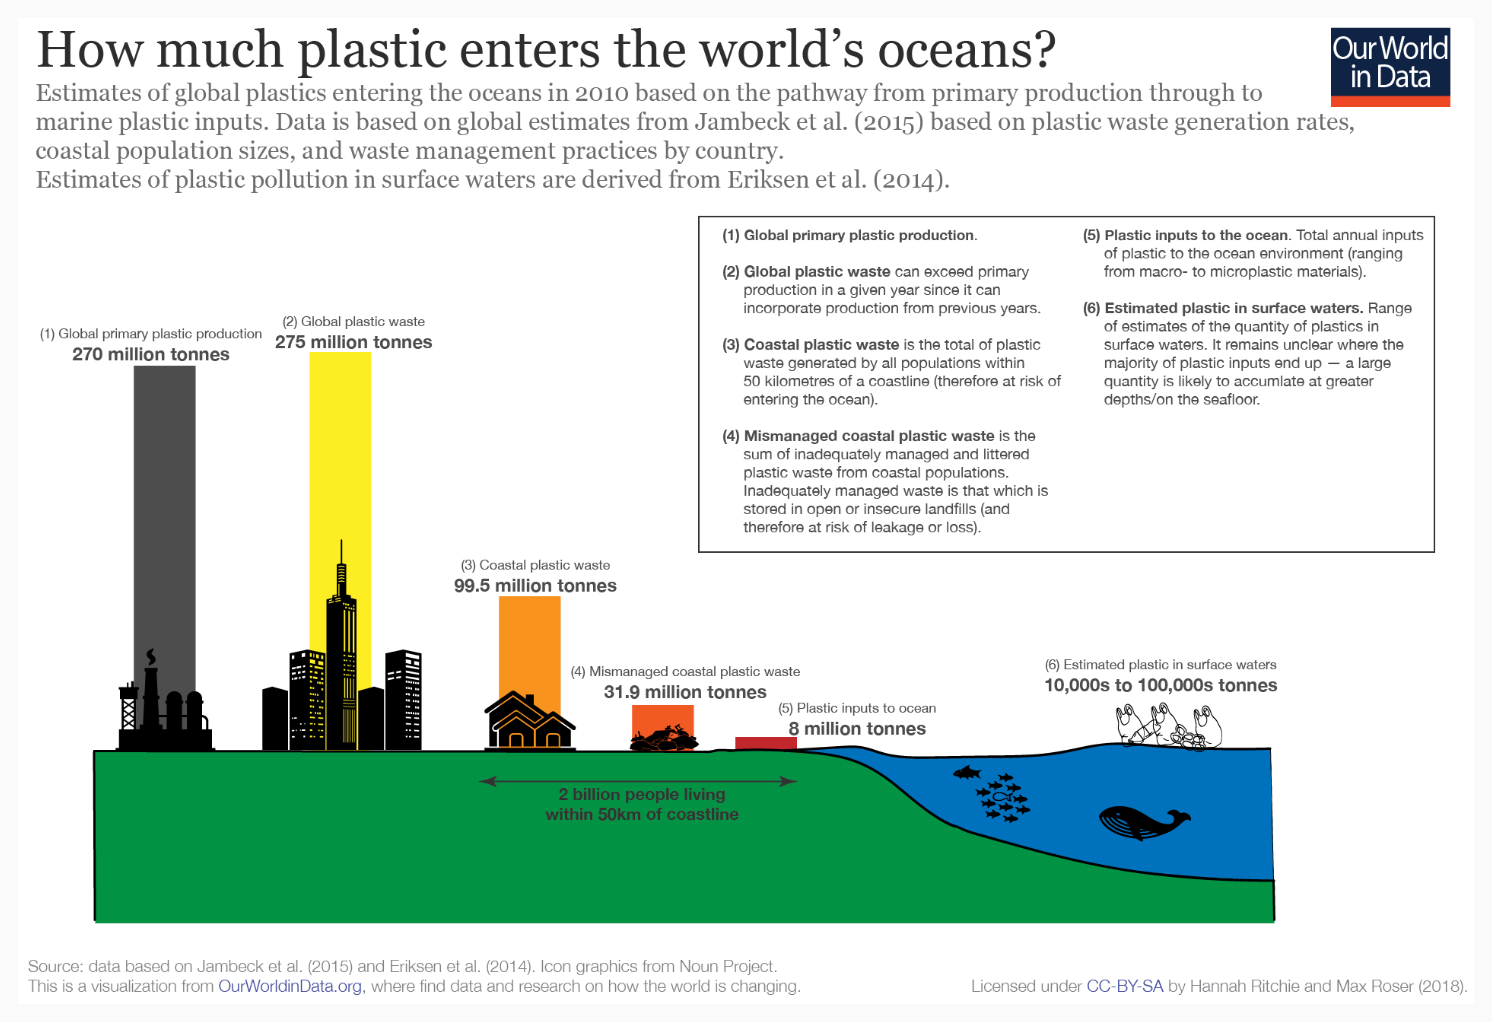 How much plastic enters the world’s oceans?
Our World
in Data
Estimates of global plastics entering the oceans in 2010 based on the pathway from primary production through to
marine plastic inputs. Data is based on global estimates from Jambeck et al. (2015) based on plastic waste generation rates,
coastal population sizes, and waste management practices by country.
Estimates of plastic pollution in surface waters are derived from Eriksen et al. (2014).
(1) Global primary plastic production.
(2) Global plastic waste can exceed primary
production in a given year since it can
incorporate production from previous years.
(3) Coastal plastic waste is the total of plastic
waste generated by all populations within
50 kilometres of a coastline (therefore at risk of
entering the ocean).
(4) Mismanaged coastal plastic waste is the
sum of inadequately managed and littered
plastic waste from coastal populations.
Inadequately managed waste is that which is
stored in open or insecure landfills (and
therefore at risk of leakage or loss).
(5) Plastic inputs to the ocean. Total annual inputs
of plastic to the ocean environment (ranging
from macro- to microplastic materials).
(6) Estimated plastic in surface waters. Range
of estimates of the quantity of plastics in
surface waters. It remains unclear where the
majority of plastic inputs end up — a large
quantity is likely to accumlate at greater
depths/on the seafloor.
(1) Global primary plastic production
270 million tonnes
(2) Global plastic waste
275 million tonnes
(3) Coastal plastic waste
99.5 million tonnes
(4) Mismanaged coastal plastic waste
31.9 million tonnes
(5) Plastic inputs to ocean
8 million tonnes
(6) Estimated plastic in surface waters
10,000s to 100,000s tonnes
2 billion people living
within 50km of coastline
Source: data based on Jambeck et al. (2015) and Eriksen et al. (2014). Icon graphics from Noun Project.
This is a visualization from OurWorldinData.org, where find data and research on how the world is changing.
Licensed under CC-BY-SA by Hannah Ritchie and Max Roser (2018).